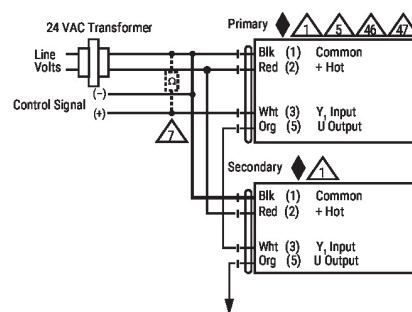 24 VAC Transformer
Primary
1
5
46
47
Line
Volts
Blk (1) Common
Red (2) + Hot
(–)
Control Signal (+)
Ω
7
Wht (3) Y1 Input
Org (5) U Output
Secondary
1
Blk (1) Common
Red (2) + Hot
Wht (3) Y1 Input
Org (5) U Output